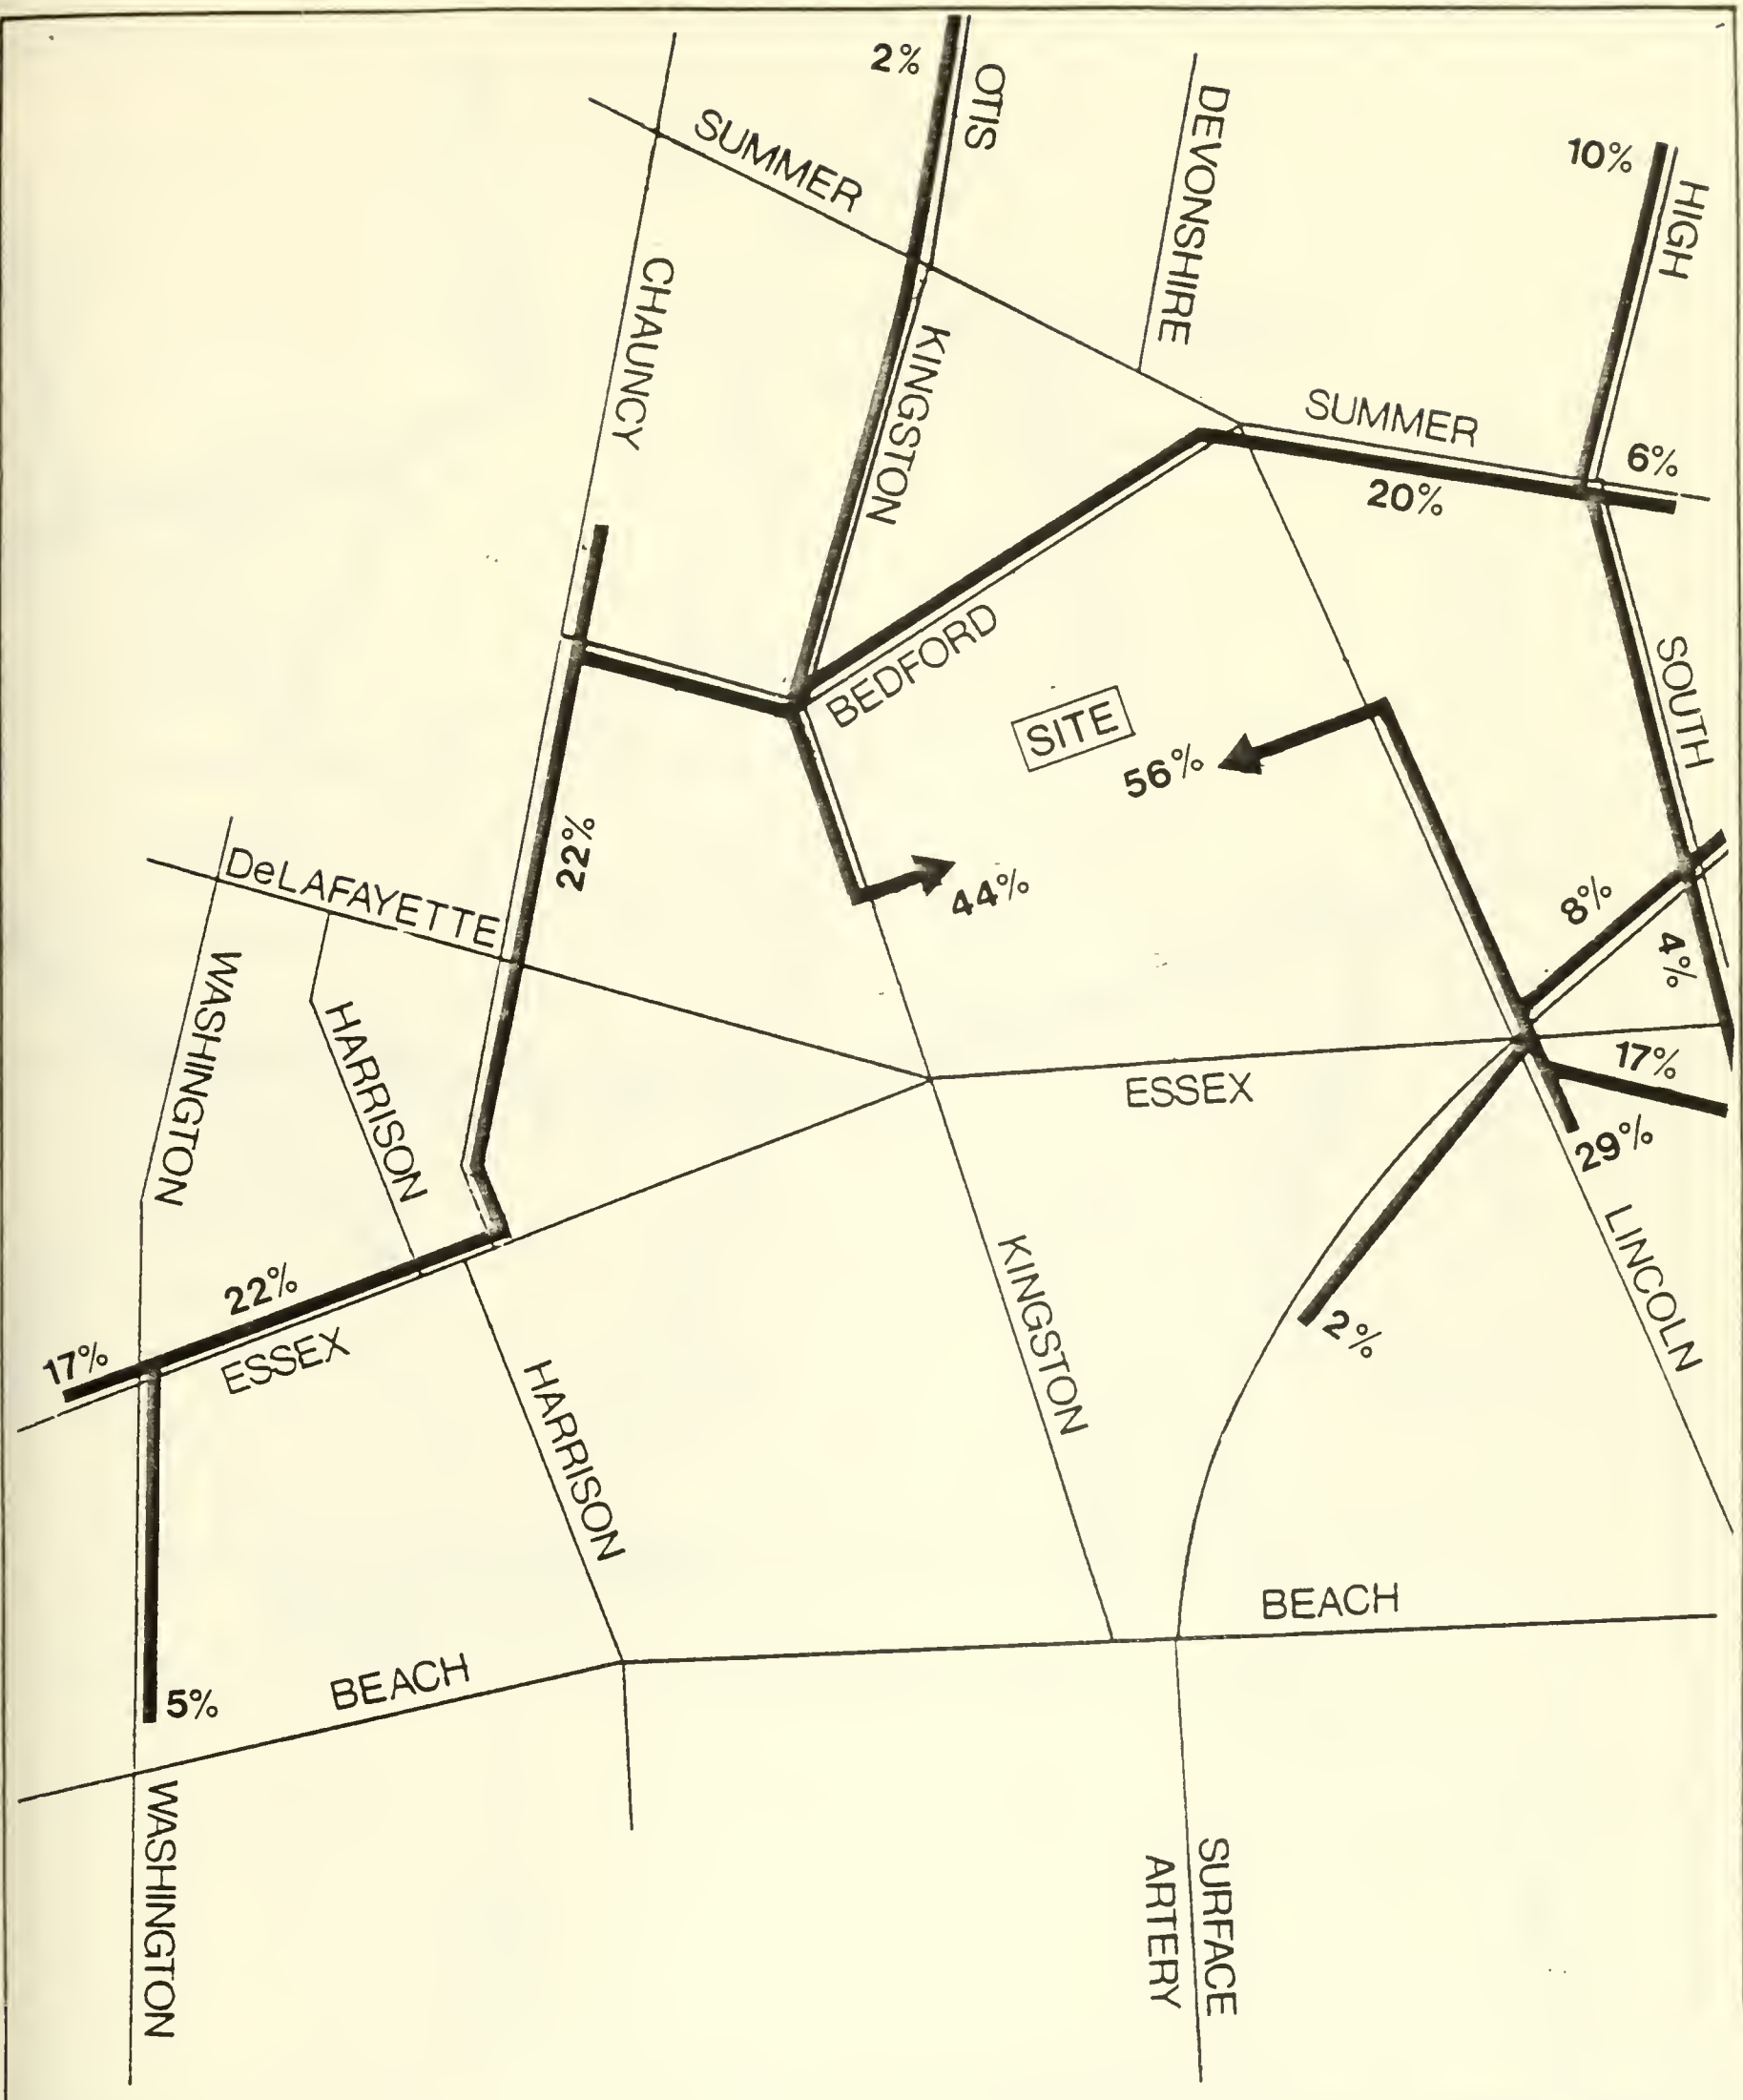 2%
OTIS
SUMMER
DEVONSHIRE
10%
HIGH
CHAUNCY
KINGSTON
SUMMER
6%
20%
BEDFORD
SITE
56%
SOUTH
22%
44%
DeLAFAYETTE
8%
4%
WASHINGTON
HARRISON
ESSEX
17%
29%
22%
ESSEX
17%
KINGSTON
LINCOLN
2%
HARRISON
BEACH
BEACH
5%
WASHINGTON
SURFACE
ARTERY